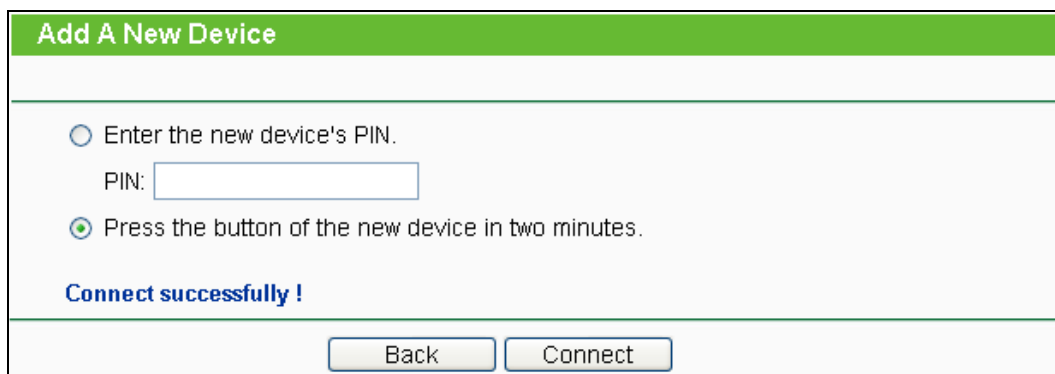 Add A New Device
Enter the new device's PIN.
PIN:
Press the button of the new device in two minutes.
Connect successfully !
Back Connect